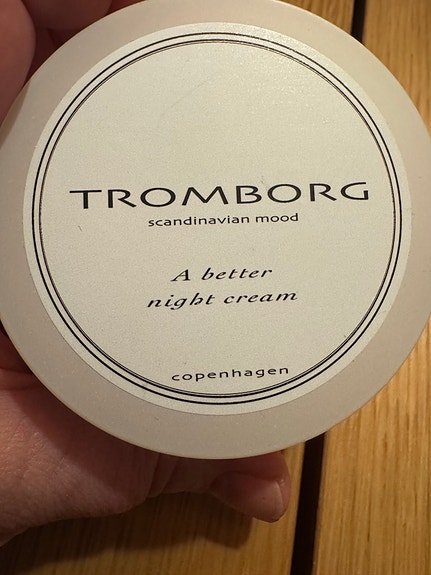 TROMBORG
scandinavian mood
A better
night cream
copenhagen